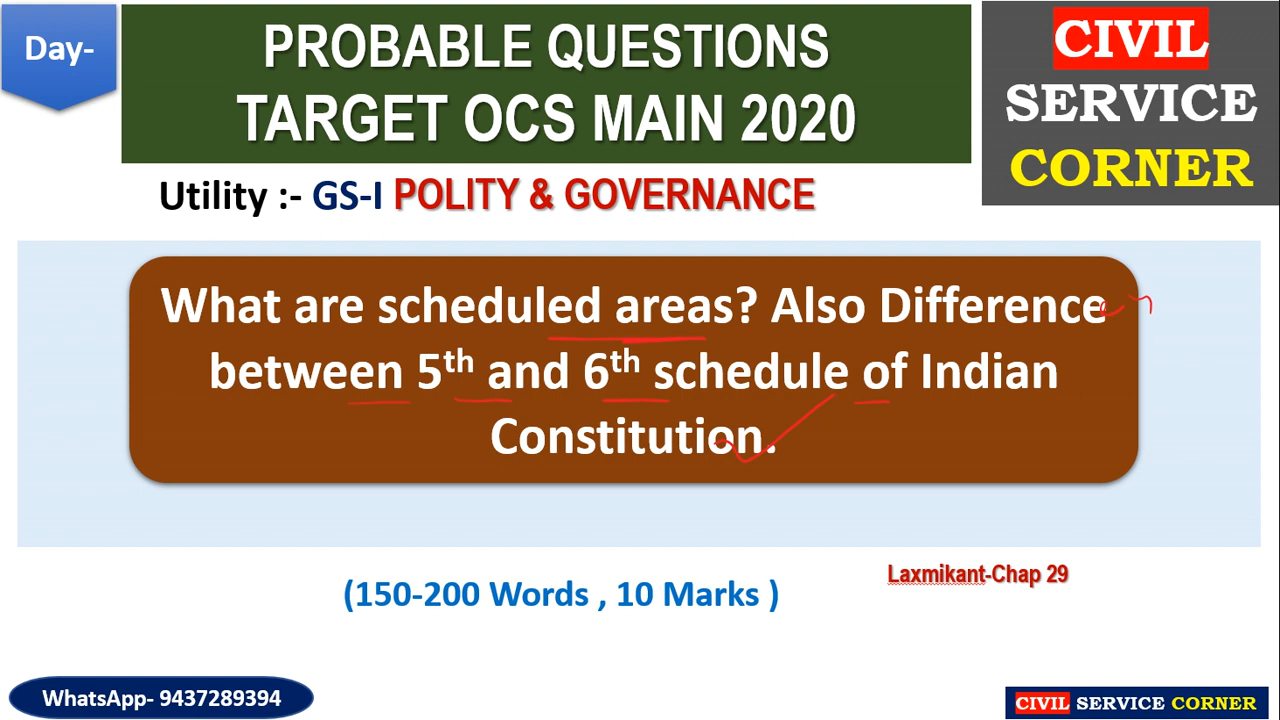 Day-
PROBABLE QUESTIONS
TARGET OCS MAIN 2020
CIVIL
SERVICE
CORNER
Utility :- GS-I POLITY & GOVERNANCE
What are scheduled areas? Also Difference
between 5th and 6th schedule of Indian
Constitution.
Laxmikant-Chap 29
(150-200 Words , 10 Marks )
WhatsApp- 9437289394
CIVIL SERVICE CORNER